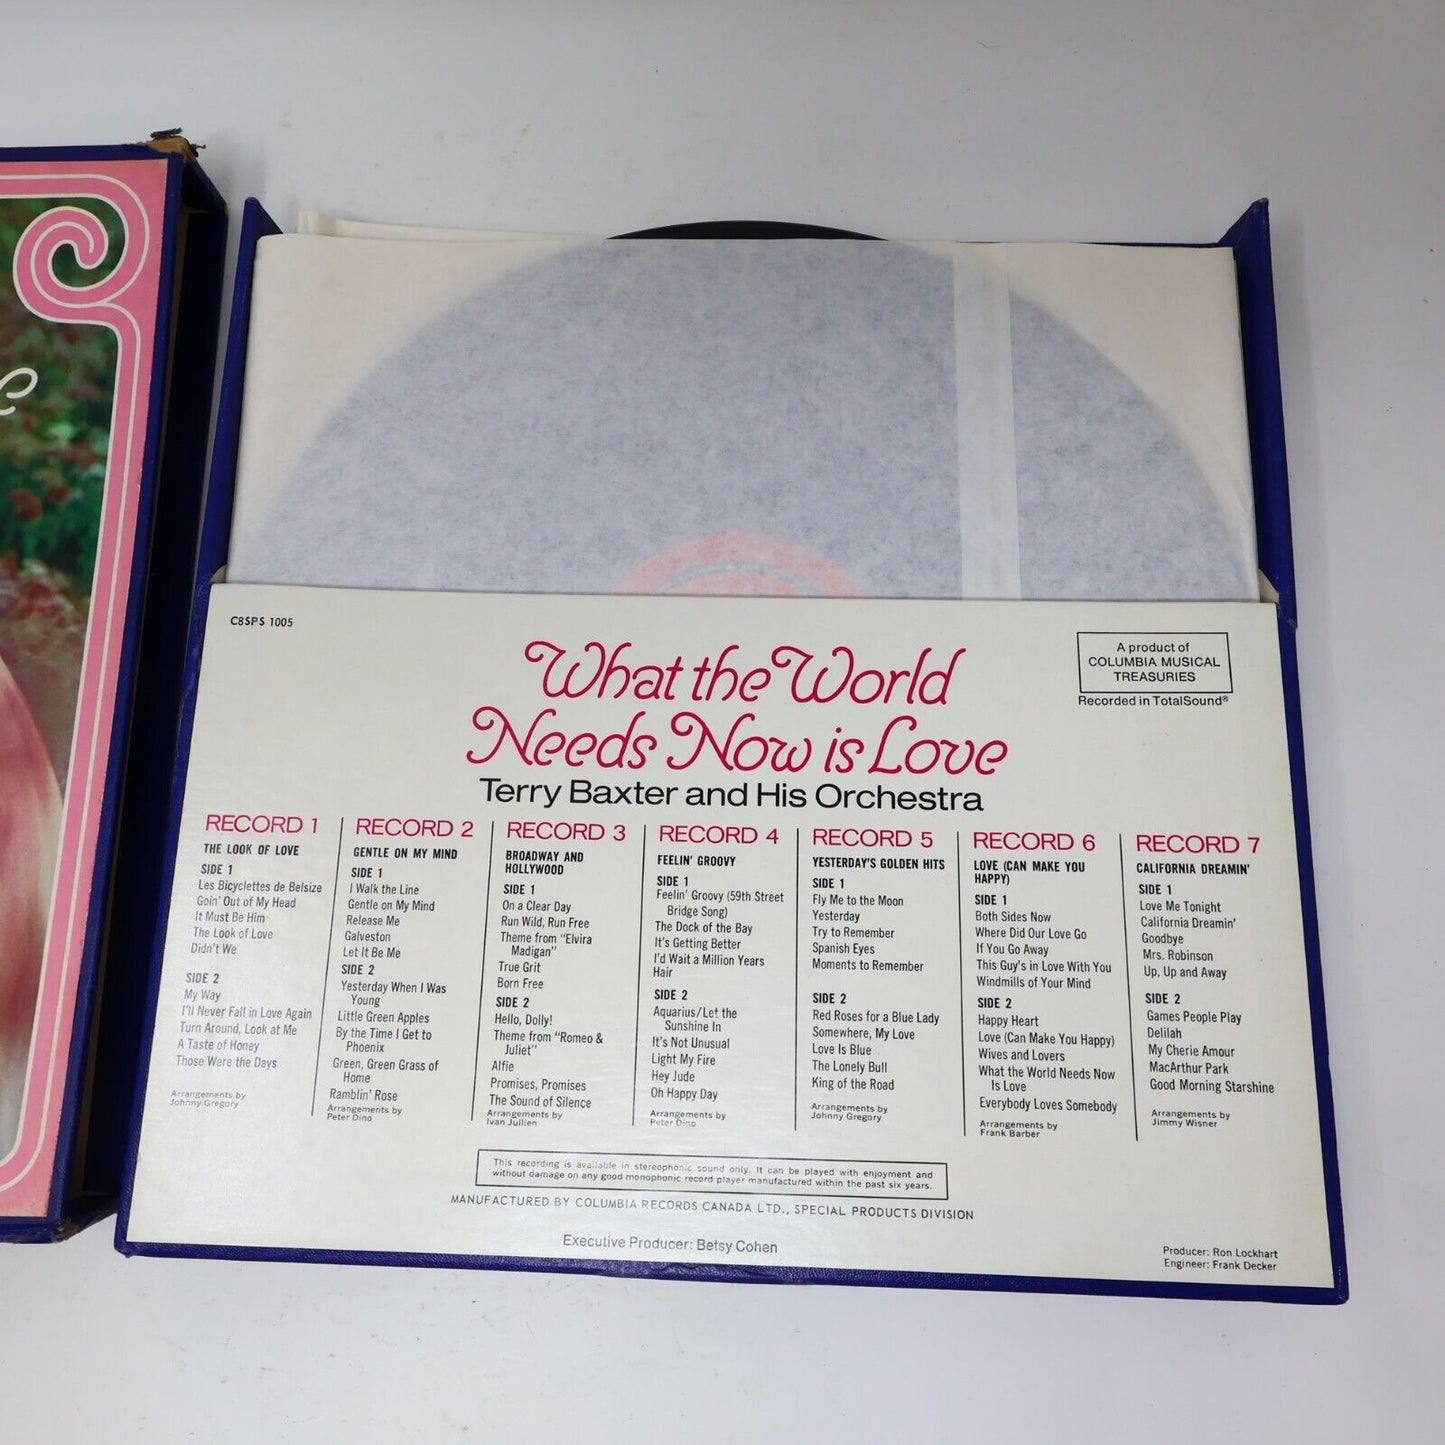 C8SPS 1005
What the World
Needs Now is Love
Terry Baxter and His Orchestra
A product of
COLUMBIA MUSICAL
TREASURIES
Recorded in TotalSound®
RECORD 1
THE LOOK OF LOVE
SIDE 1
Les Bicyclettes de Belsize
Goin' Out of My Head
It Must Be Him
The Look of Love
Didn't We
SIDE 2
My Way
I'll Never Fall in Love Again
Turn Around, Look at Me
A Taste of Honey
Those Were the Days
Arrangements by
Johnny Gregory
RECORD 2
GENTLE ON MY MIND
SIDE 1
I Walk the Line
Gentle on My Mind
Release Me
Galveston
Let It Be Me
SIDE 2
Yesterday When I Was
Young
Little Green Apples
By the Time I Get to
Phoenix
Green, Green Grass of
Home
Ramblin' Rose
Arrangements by
Peter Dino
RECORD 3
BROADWAY AND
HOLLYWOOD
SIDE 1
On a Clear Day
Run Wild, Run Free
Theme from "Elvira
Madigan"
True Grit
Born Free
SIDE 2
Hello, Dolly!
Theme from "Romeo &
Juliet"
Alfie
Promises, Promises
The Sound of Silence
Arrangements by
Ivan Jullien
RECORD 4
FEELIN' GROOVY
SIDE 1
Feelin' Groovy (59th Street
Bridge Song)
The Dock of the Bay
It's Getting Better
I'd Wait a Million Years
Hair
SIDE 2
Aquarius/Let the
Sunshine In
It's Not Unusual
Light My Fire
Hey Jude
Oh Happy Day
Arrangements by
Peter Dino
RECORD 5
YESTERDAY'S GOLDEN HITS
SIDE 1
Fly Me to the Moon
Yesterday
Try to Remember
Spanish Eyes
Moments to Remember
SIDE 2
Red Roses for a Blue Lady
Somewhere, My Love
Love Is Blue
The Lonely Bull
King of the Road
Arrangements by
Johnny Gregory
RECORD 6
LOVE (CAN MAKE YOU
HAPPY)
SIDE 1
Both Sides Now
Where Did Our Love Go
If You Go Away
This Guy's in Love With You
Windmills of Your Mind
SIDE 2
Happy Heart
Love (Can Make You Happy)
Wives and Lovers
What the World Needs Now
Is Love
Everybody Loves Somebody
Arrangements by
Frank Barber
RECORD 7
CALIFORNIA DREAMIN'
SIDE 1
Love Me Tonight
California Dreamin'
Goodbye
Mrs. Robinson
Up, Up and Away
SIDE 2
Games People Play
Delilah
My Cherie Amour
MacArthur Park
Good Morning Starshine
Arrangements by
Jimmy Wisner
This recording is available in stereophonic sound only. It can be played with enjoyment and
without damage on any good monophonic record player manufactured within the past six years.
MANUFACTURED BY COLUMBIA RECORDS CANADA LTD., SPECIAL PRODUCTS DIVISION
Executive Producer: Betsy Cohen
Producer: Ron Lockhart
Engineer: Frank Decker